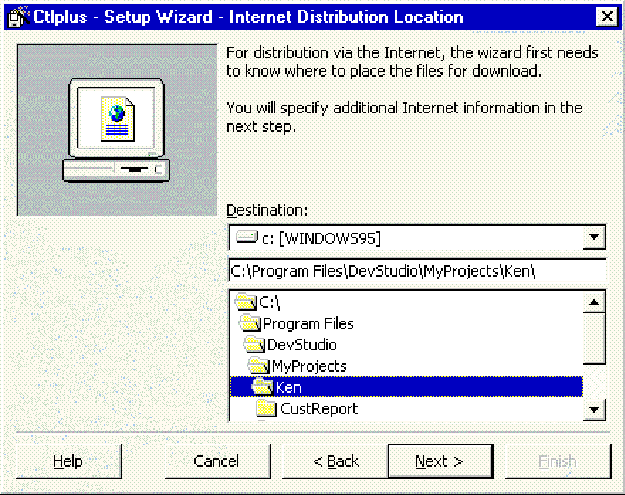 Ctlplus - Setup Wizard - Internet Distribution Location
For distribution via the Internet, the wizard first needs
to know where to place the files for download.
You will specify additional Internet information in the
next step.
Destination:
c: [WINDOWS95]
C:\Program Files\DevStudio\MyProjects\Ken\
C:\
Program Files
DevStudio
MyProjects
Ken
CustReport
Help
Cancel
< Back
Next >
Finish